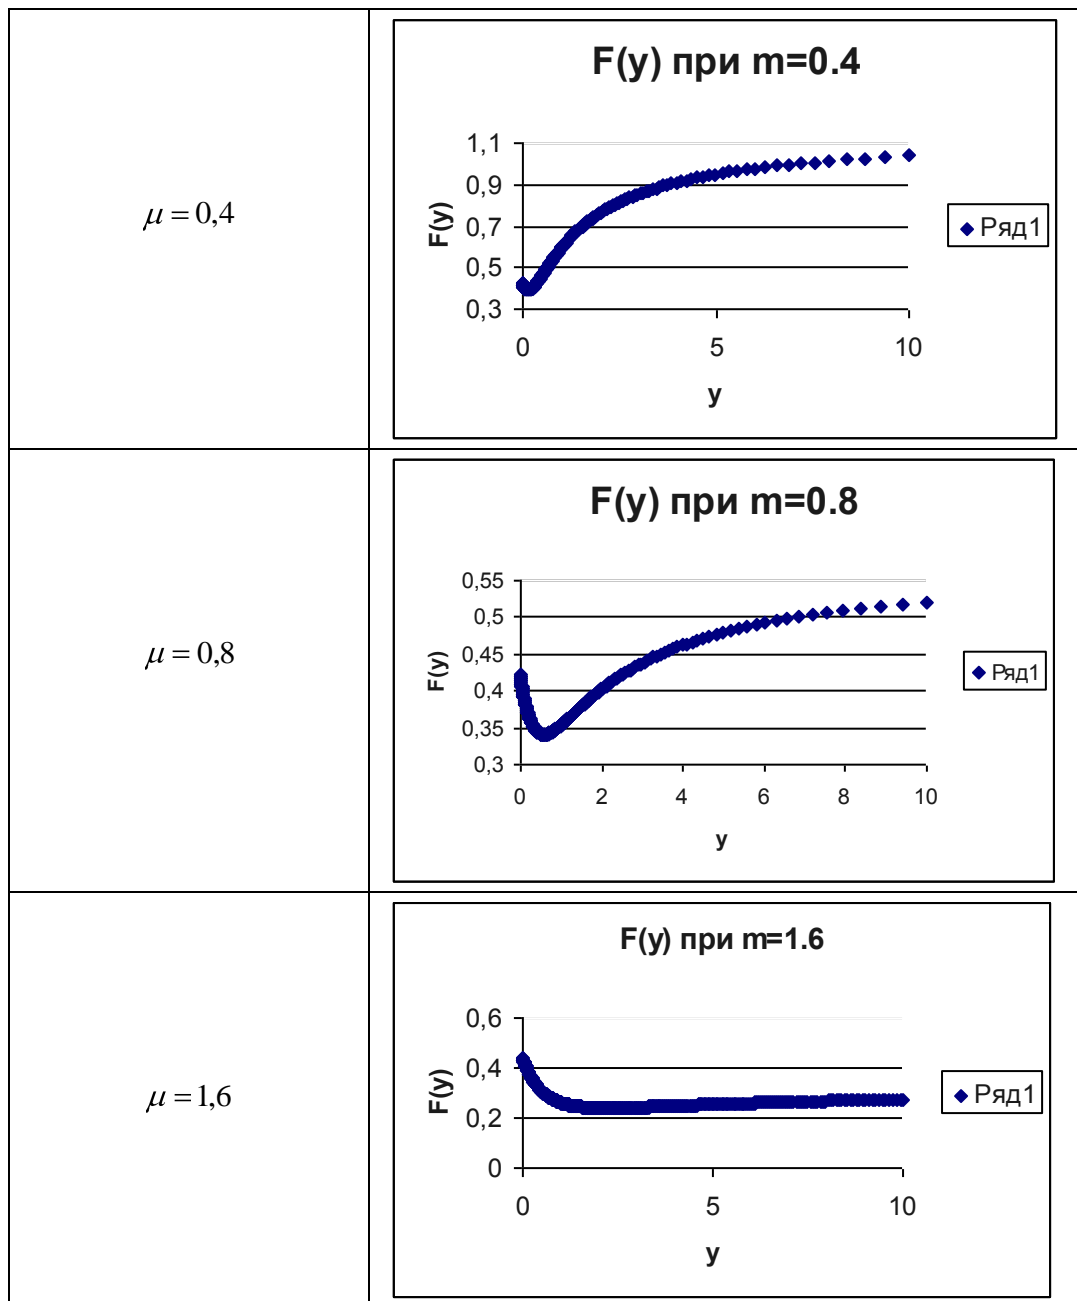 μ = 0,4
F(y) при m=0.4
1,1
0,9
0,7
0,5
0,3
F(y)
0 5 10
y
Ряд1
μ = 0,8
F(y) при m=0.8
0,55
0,5
0,45
0,4
0,35
0,3
F(y)
0 2 4 6 8 10
y
Ряд1
μ = 1,6
F(y) при m=1.6
0,6
0,4
0,2
0
F(y)
0 5 10
y
Ряд1